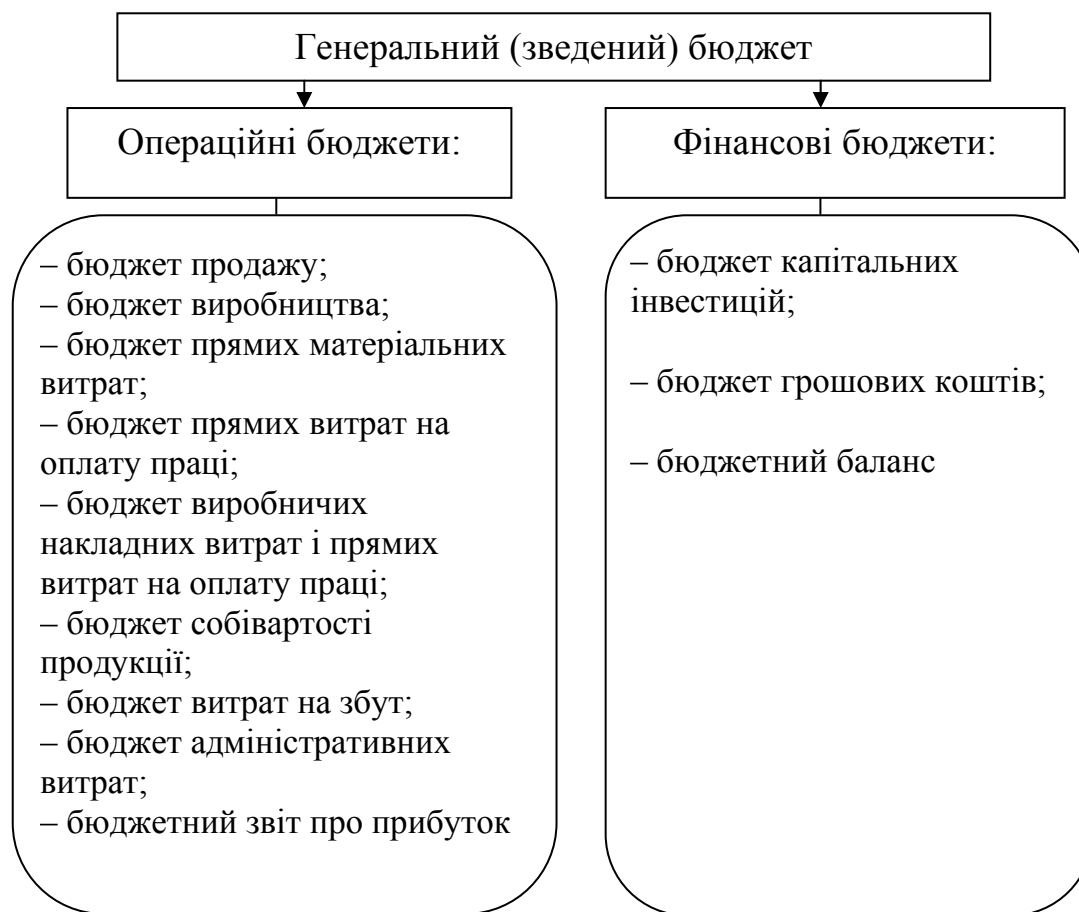 Генеральний (зведений) бюджет
Операційні бюджети:
– бюджет продажу;
– бюджет виробництва;
– бюджет прямих матеріальних
витрат;
– бюджет прямих витрат на
оплату праці;
– бюджет виробничих
накладних витрат і прямих
витрат на оплату праці;
– бюджет собівартості
продукції;
– бюджет витрат на збут;
– бюджет адміністративних
витрат;
– бюджетний звіт про прибуток
Фінансові бюджети:
– бюджет капітальних
інвестицій;
– бюджет грошових коштів;
– бюджетний баланс